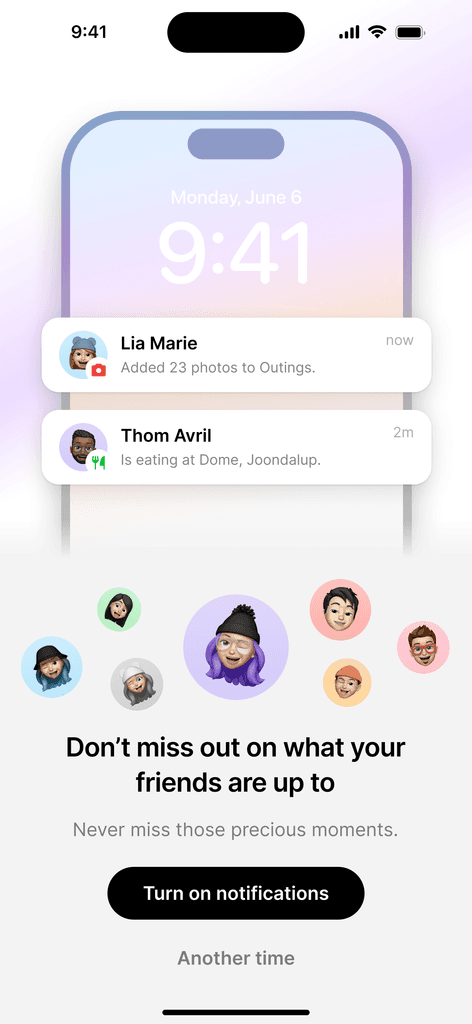 9:41
Monday, June 6
9:41
Lia Marie
now
Added 23 photos to Outings.
Thom Avril
2m
Is eating at Dome, Joondalup.
Don’t miss out on what your
friends are up to
Never miss those precious moments.
Turn on notifications
Another time